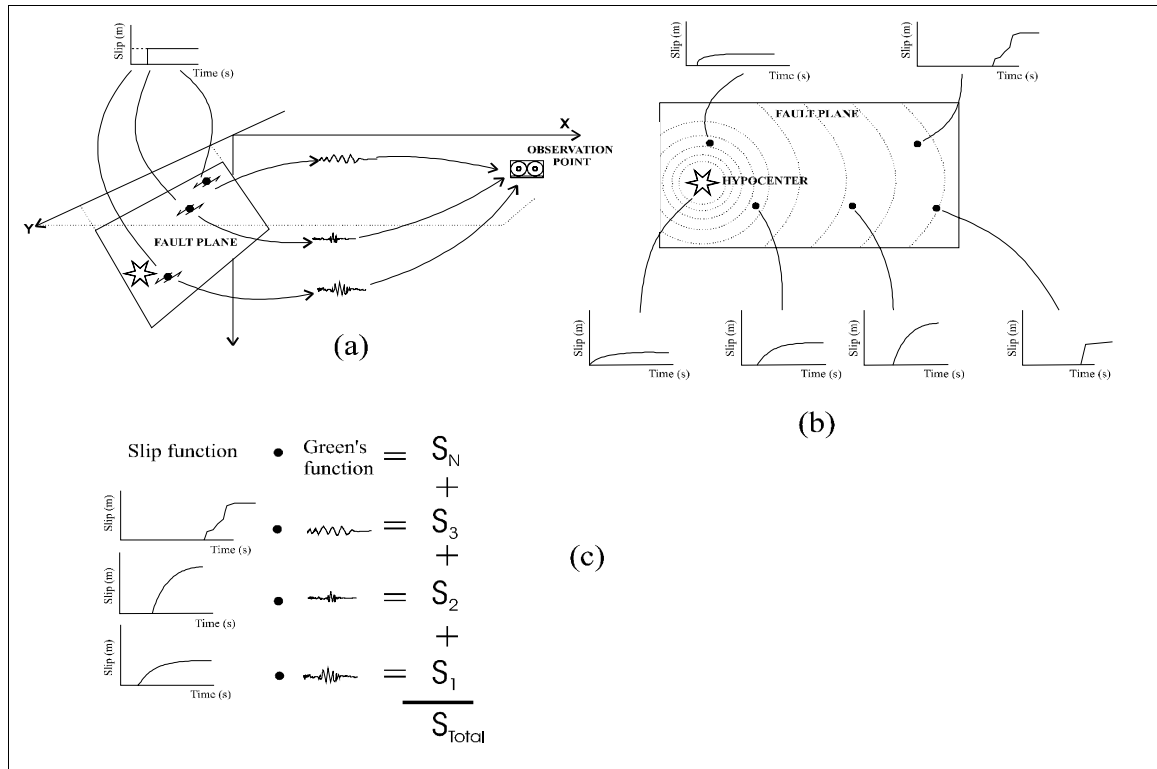 Slip (m)
Time (s)
X
OBSERVATION
POINT
Y
FAULT PLANE
(a)
Slip (m)
Time (s)
Slip (m)
Time (s)
FAULT PLANE
HYPOCENTER
Slip (m)
Time (s)
Slip (m)
Time (s)
Slip (m)
Time (s)
Slip (m)
Time (s)
(b)
Slip function • Green's function = S_N
+
Slip (m)
Time (s)
• = S_3
+
Slip (m)
Time (s)
• = S_2
+
Slip (m)
Time (s)
• = S_1
S_Total
(c)